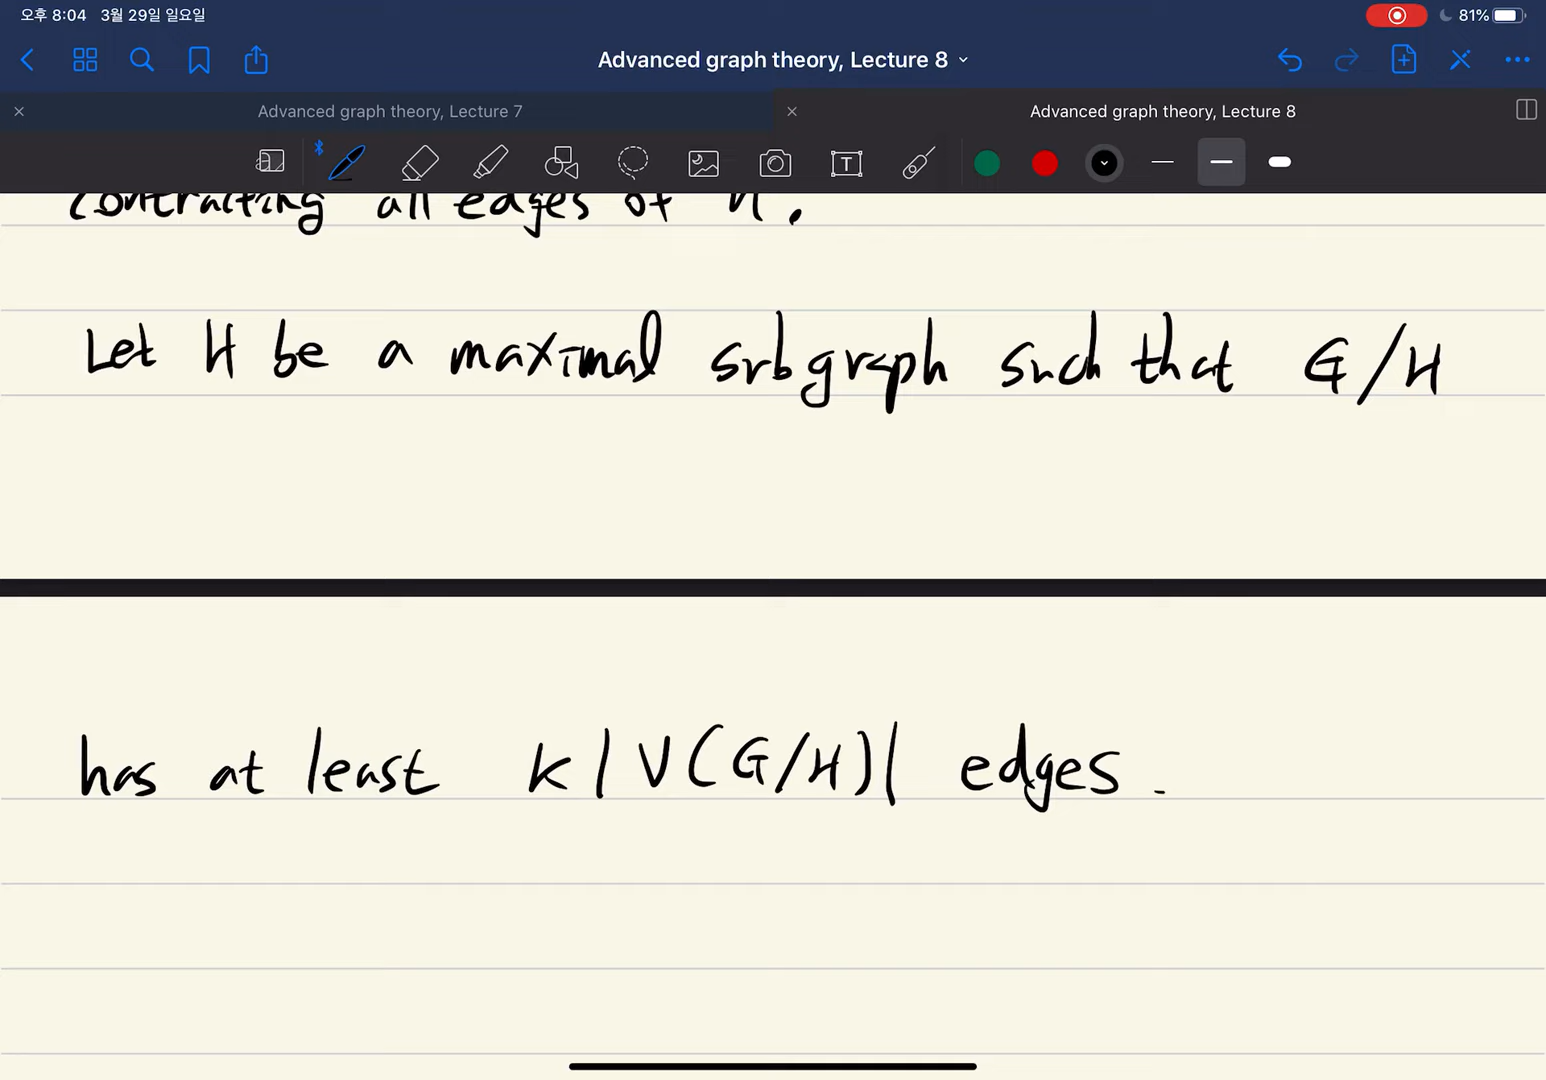 오후 8:04 3월 29일 일요일 81%
Advanced graph theory, Lecture 8
Advanced graph theory, Lecture 7 Advanced graph theory, Lecture 8
contracting all edges of H.
Let H be a maximal subgraph such that G/H
has at least k|V(G/H)| edges.